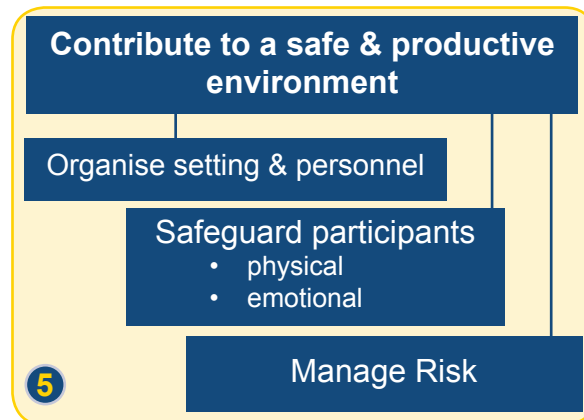 Contribute to a safe & productive
environment
Organise setting & personnel
Safeguard participants
• physical
• emotional
Manage Risk
5